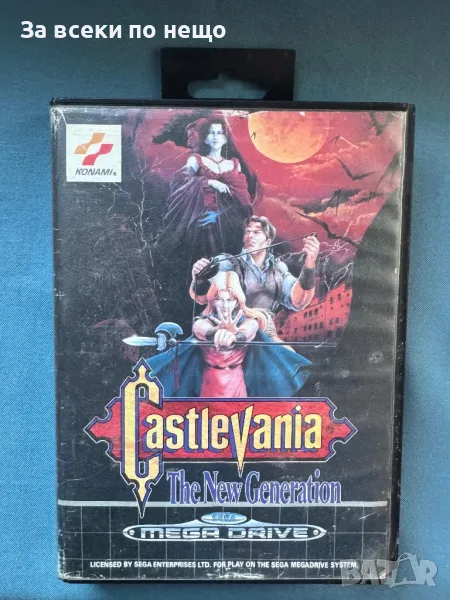 За всеки по нещо
KONAMI®
Castlevania
The New Generation
SEGA
MEGA DRIVE
LICENSED BY SEGA ENTERPRISES LTD. FOR PLAY ON THE SEGA MEGADRIVE SYSTEM.
BAZAR